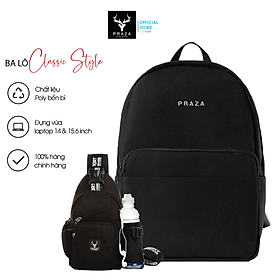 PRAZA
OFFICIAL
STORE
BA LÔ Classic Style
Chất liệu
Poly bền bỉ
Đựng vừa
laptop 14 & 15.6 inch
100% hàng
chính hãng
PRAZA